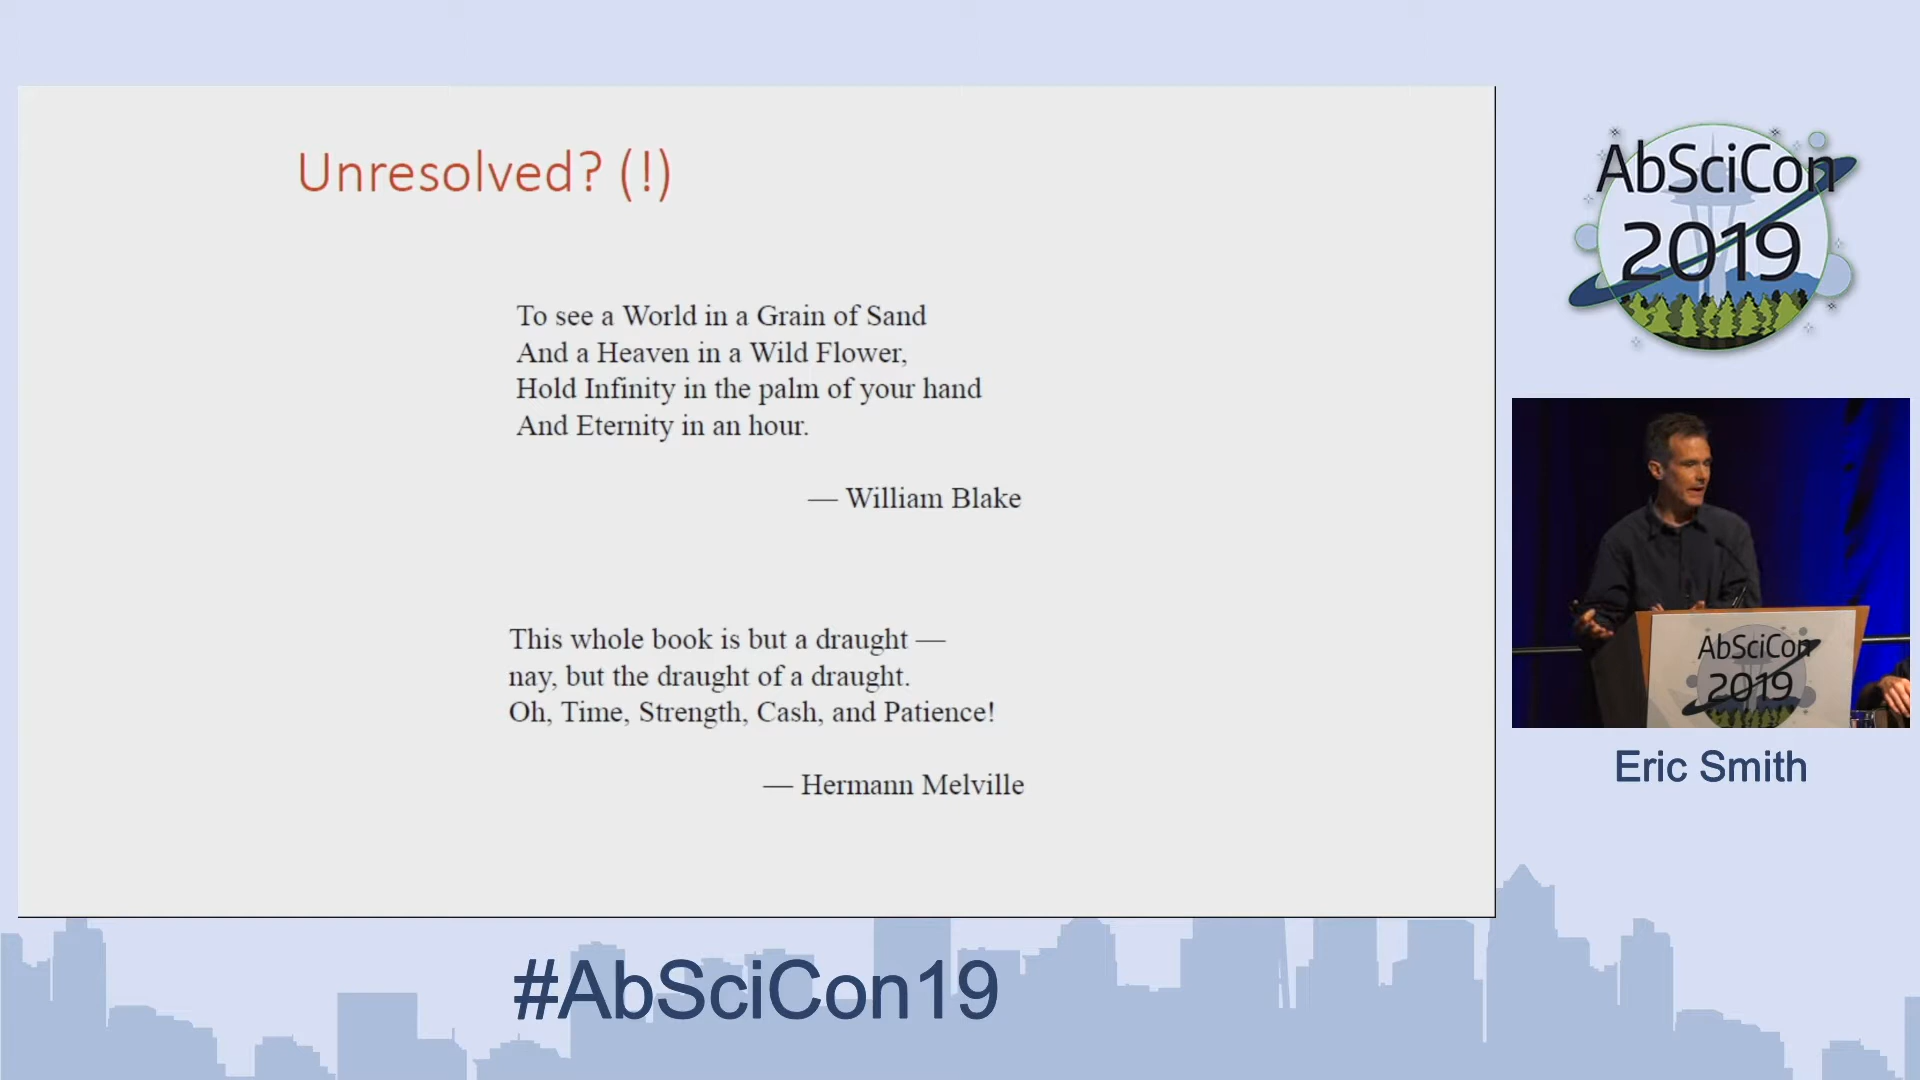 Unresolved? (!)
To see a World in a Grain of Sand
And a Heaven in a Wild Flower,
Hold Infinity in the palm of your hand
And Eternity in an hour.
— William Blake
This whole book is but a draught —
nay, but the draught of a draught.
Oh, Time, Strength, Cash, and Patience!
— Hermann Melville
AbSciCon
2019
AbSciCon
2019
Eric Smith
#AbSciCon19